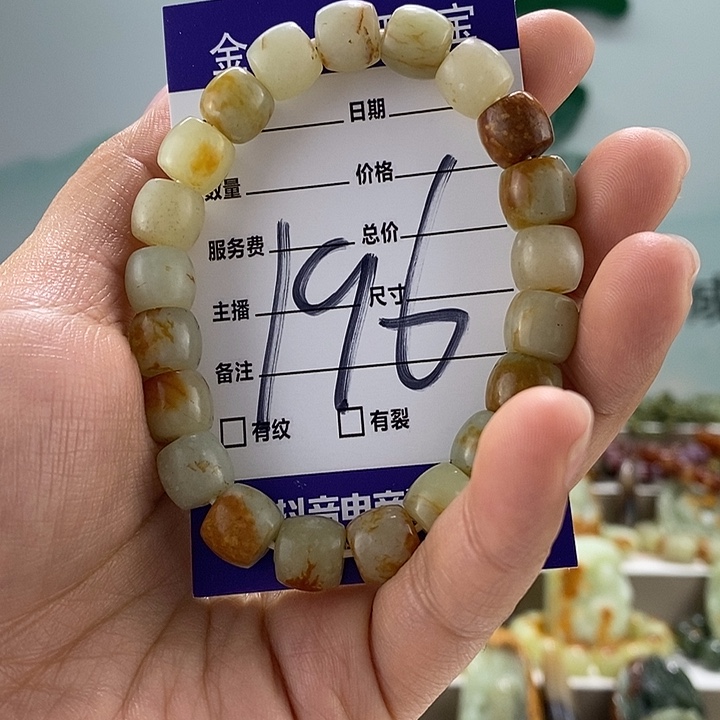 金 宝
日期
数量 价格
服务费 总价
主播 尺寸
备注
196
有纹 有裂
抖音电商